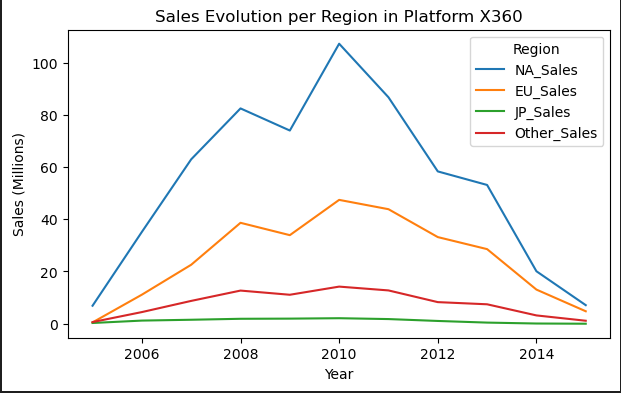 Sales Evolution per Region in Platform X360
Region
NA_Sales
EU_Sales
JP_Sales
Other_Sales
100
80
60
40
20
0
Sales (Millions)
2006 2008 2010 2012 2014
Year